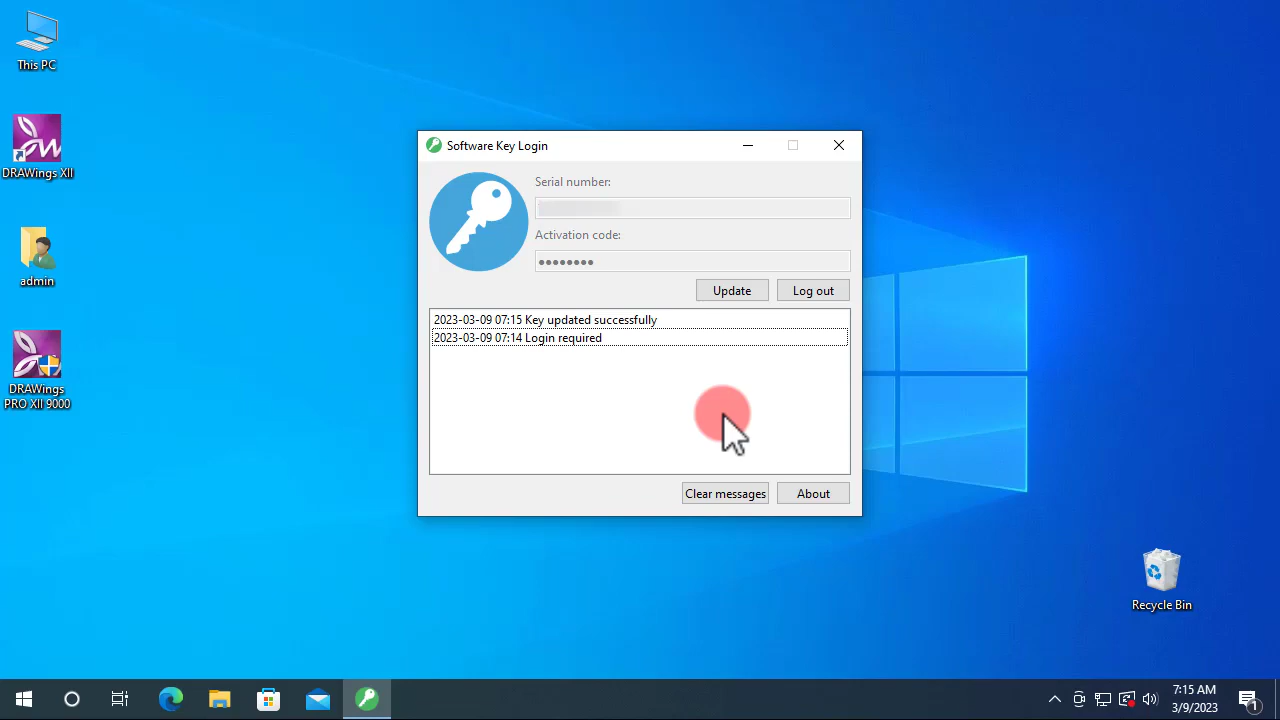 This PC
DRAWings XII
admin
DRAWings
PRO XII 9000
Software Key Login
Serial number:
Activation code:
●●●●●●●●
Update
Log out
2023-03-09 07:15 Key updated successfully
2023-03-09 07:14 Login required
Clear messages
About
Recycle Bin
7:15 AM
3/9/2023
1